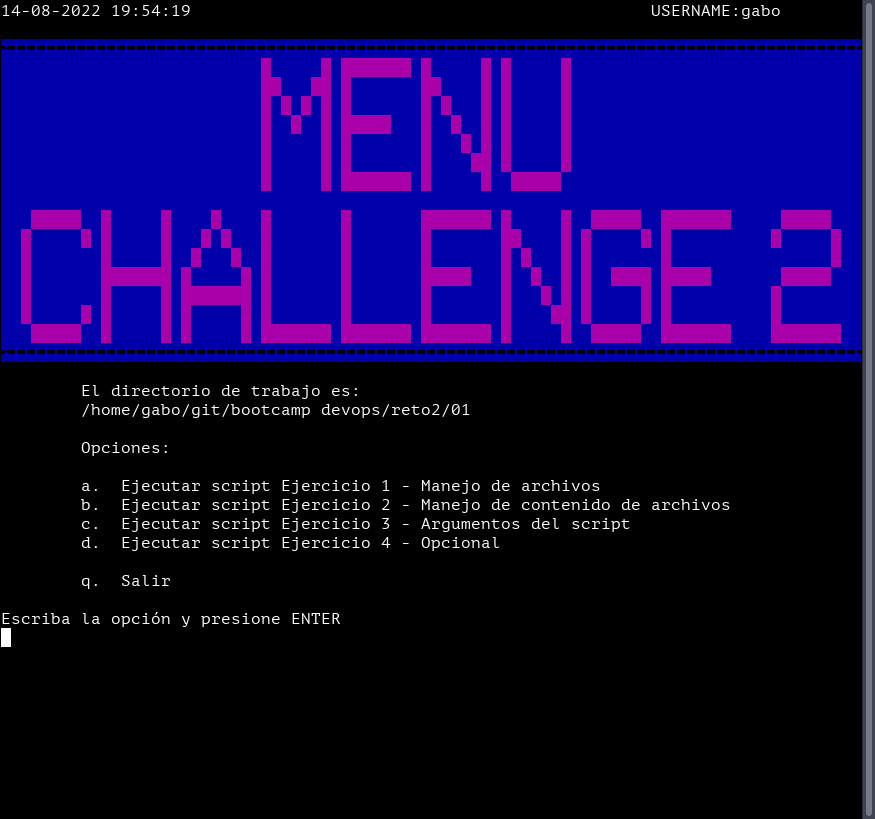 14-08-2022 19:54:19 USERNAME:gabo
MENU
CHALLENGE 2
El directorio de trabajo es:
/home/gabo/git/bootcamp devops/reto2/01
Opciones:
a.  Ejecutar script Ejercicio 1 - Manejo de archivos
b.  Ejecutar script Ejercicio 2 - Manejo de contenido de archivos
c.  Ejecutar script Ejercicio 3 - Argumentos del script
d.  Ejecutar script Ejercicio 4 - Opcional
q.  Salir
Escriba la opción y presione ENTER